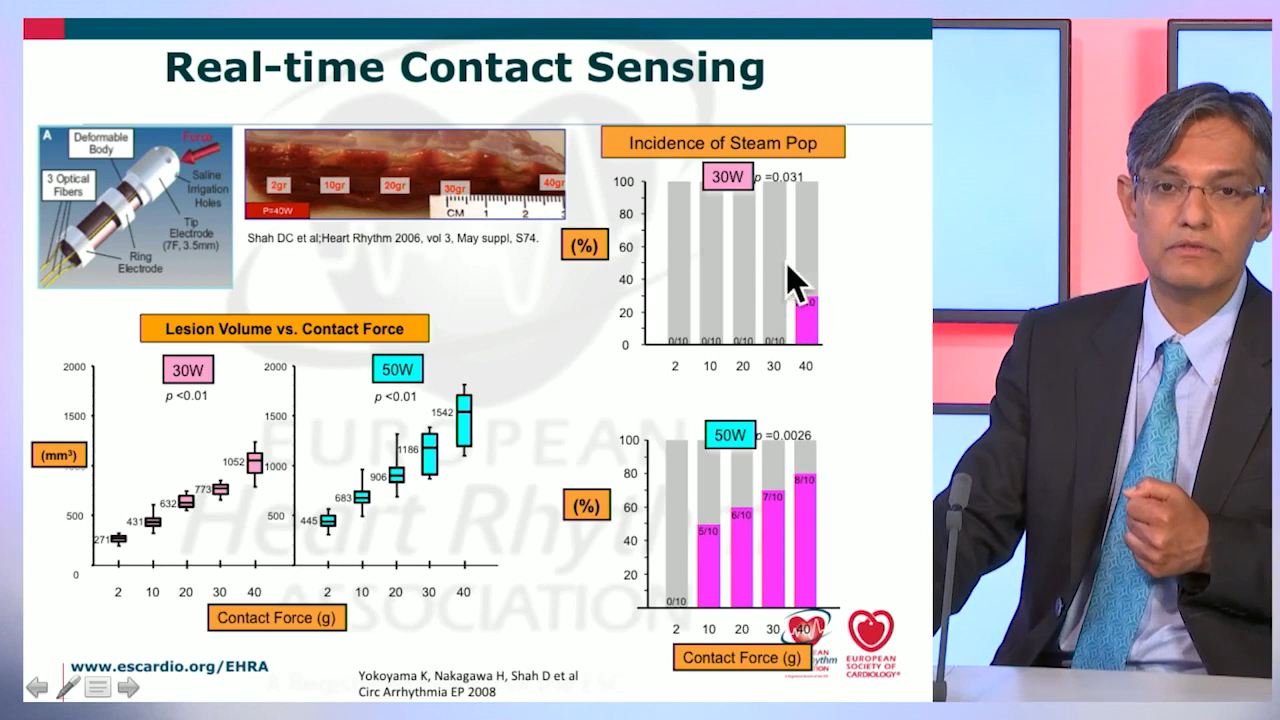 Real-time Contact Sensing
A
Deformable
Body
Force
3 Optical
Fibers
Saline
Irrigation
Holes
Tip
Electrode
(7F, 3.5mm)
Ring
Electrode
2gr
10gr
20gr
30gr
40gr
P=40W
CM 1 2
Shah DC et al;Heart Rhythm 2006, vol 3, May suppl, S74.
Incidence of Steam Pop
30W
p =0.031
(%)
100
80
60
40
20
0
0/10 0/10 0/10 0/10
2 10 20 30 40
Lesion Volume vs. Contact Force
30W
p <0.01
50W
p <0.01
(mm³)
2000
1500
500
0
271
431
632
773
1052
2 10 20 30 40
2000
1500
1000
500
445
683
906
1186
1542
2 10 20 30 40
Contact Force (g)
50W
p =0.0026
(%)
100
80
60
40
20
0/10 5/10 6/10 7/10 8/10
2 10 20 30 40
Contact Force (g)
EUROPEAN
Heart Rhythm
ASSOCIATION
EUROPEAN
SOCIETY OF
CARDIOLOGY®
www.escardio.org/EHRA
Yokoyama K, Nakagawa H, Shah D et al
Circ Arrhythmia EP 2008